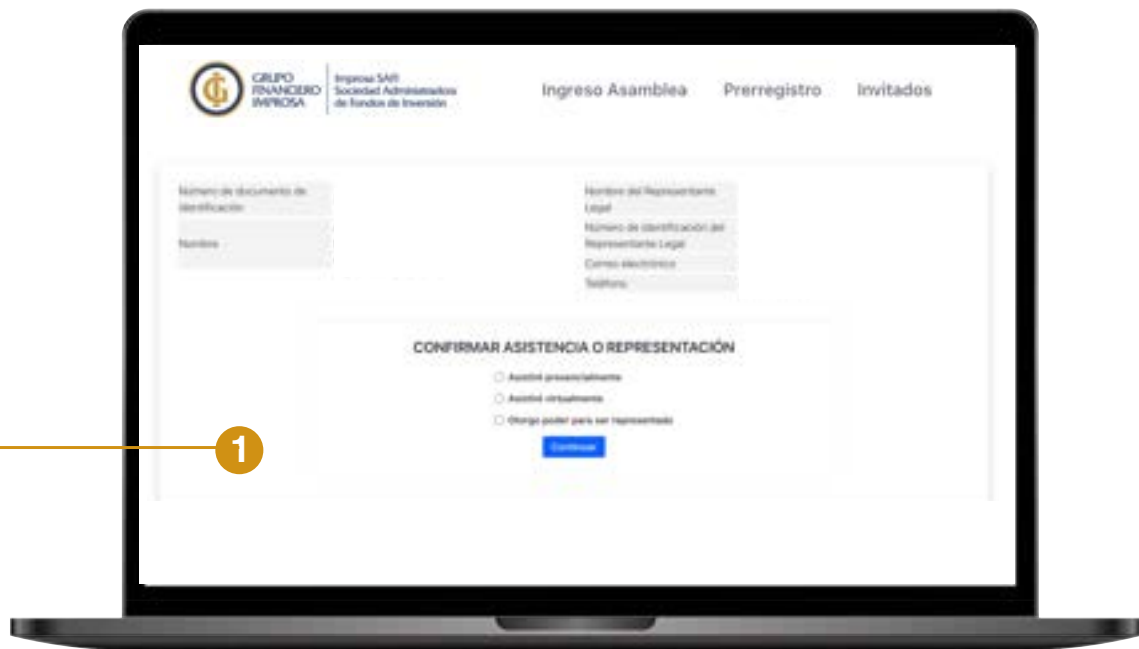 GRUPO
FINANCIERO
IMPROSA
Improsa SAFI
Sociedad Administradora
de Fondos de Inversión
Ingreso Asamblea Prerregistro Invitados
Número de documento de
identificación
Nombre
Nombre del Representante
Legal
Número de identificación del
Representante Legal
Correo electrónico
Teléfono
CONFIRMAR ASISTENCIA O REPRESENTACIÓN
Asistiré presencialmente
Asistiré virtualmente
Otorgo poder para ser representado
Continuar
1